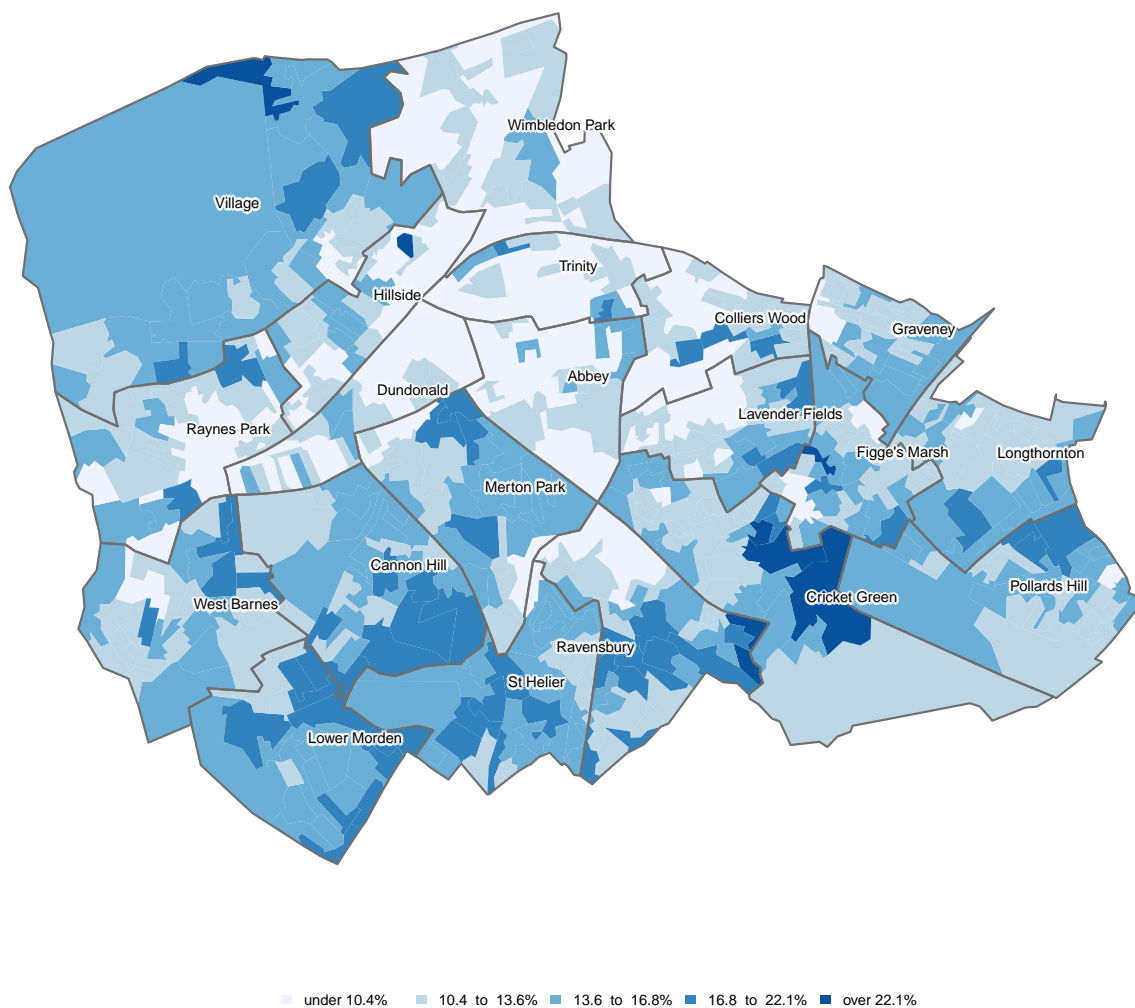 Wimbledon Park
Village
Trinity
Hillside
Colliers Wood
Graveney
Abbey
Dundonald
Lavender Fields
Raynes Park
Figge's Marsh
Longthornton
Merton Park
Cannon Hill
Pollards Hill
West Barnes
Cricket Green
Ravensbury
St Helier
Lower Morden
under 10.4% 10.4 to 13.6% 13.6 to 16.8% 16.8 to 22.1% over 22.1%